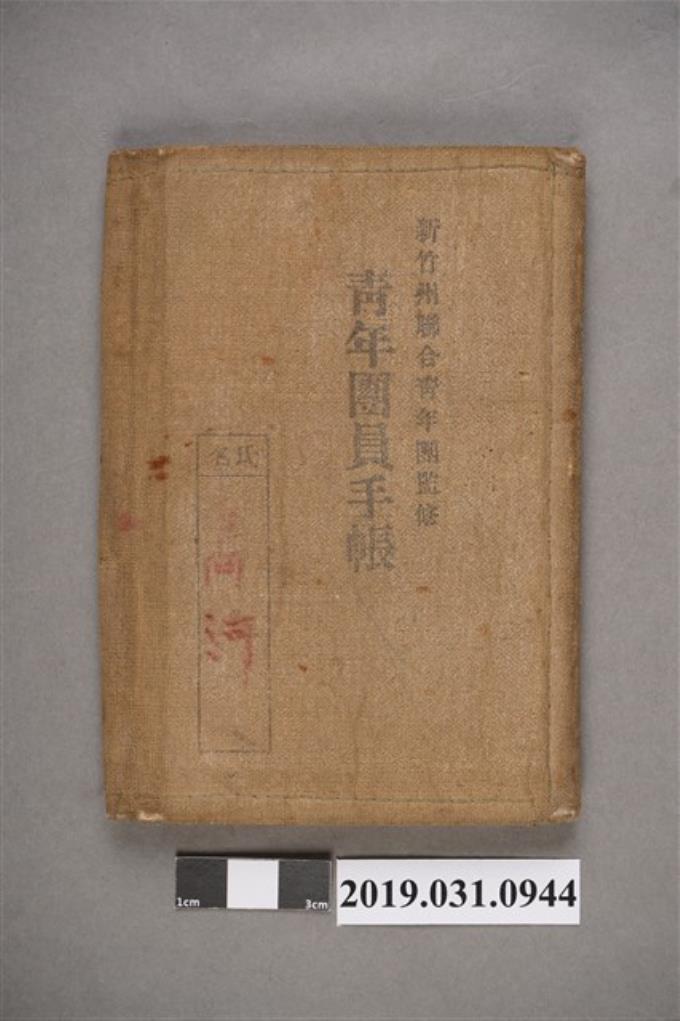 新竹州聯合青年團監修
青年團員手帳
氏名
1cm
3cm
2019.031.0944